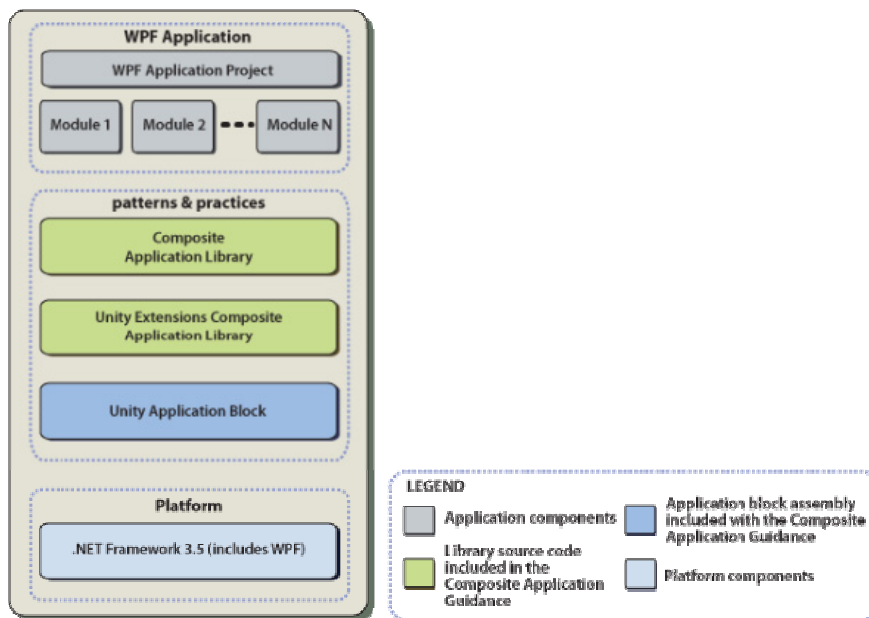 WPF Application
WPF Application Project
Module 1
Module 2
Module N
patterns & practices
Composite
Application Library
Unity Extensions Composite
Application Library
Unity Application Block
Platform
.NET Framework 3.5 (includes WPF)
LEGEND
Application components
Library source code
included in the
Composite Application
Guidance
Application block assembly
included with the Composite
Application Guidance
Platform components